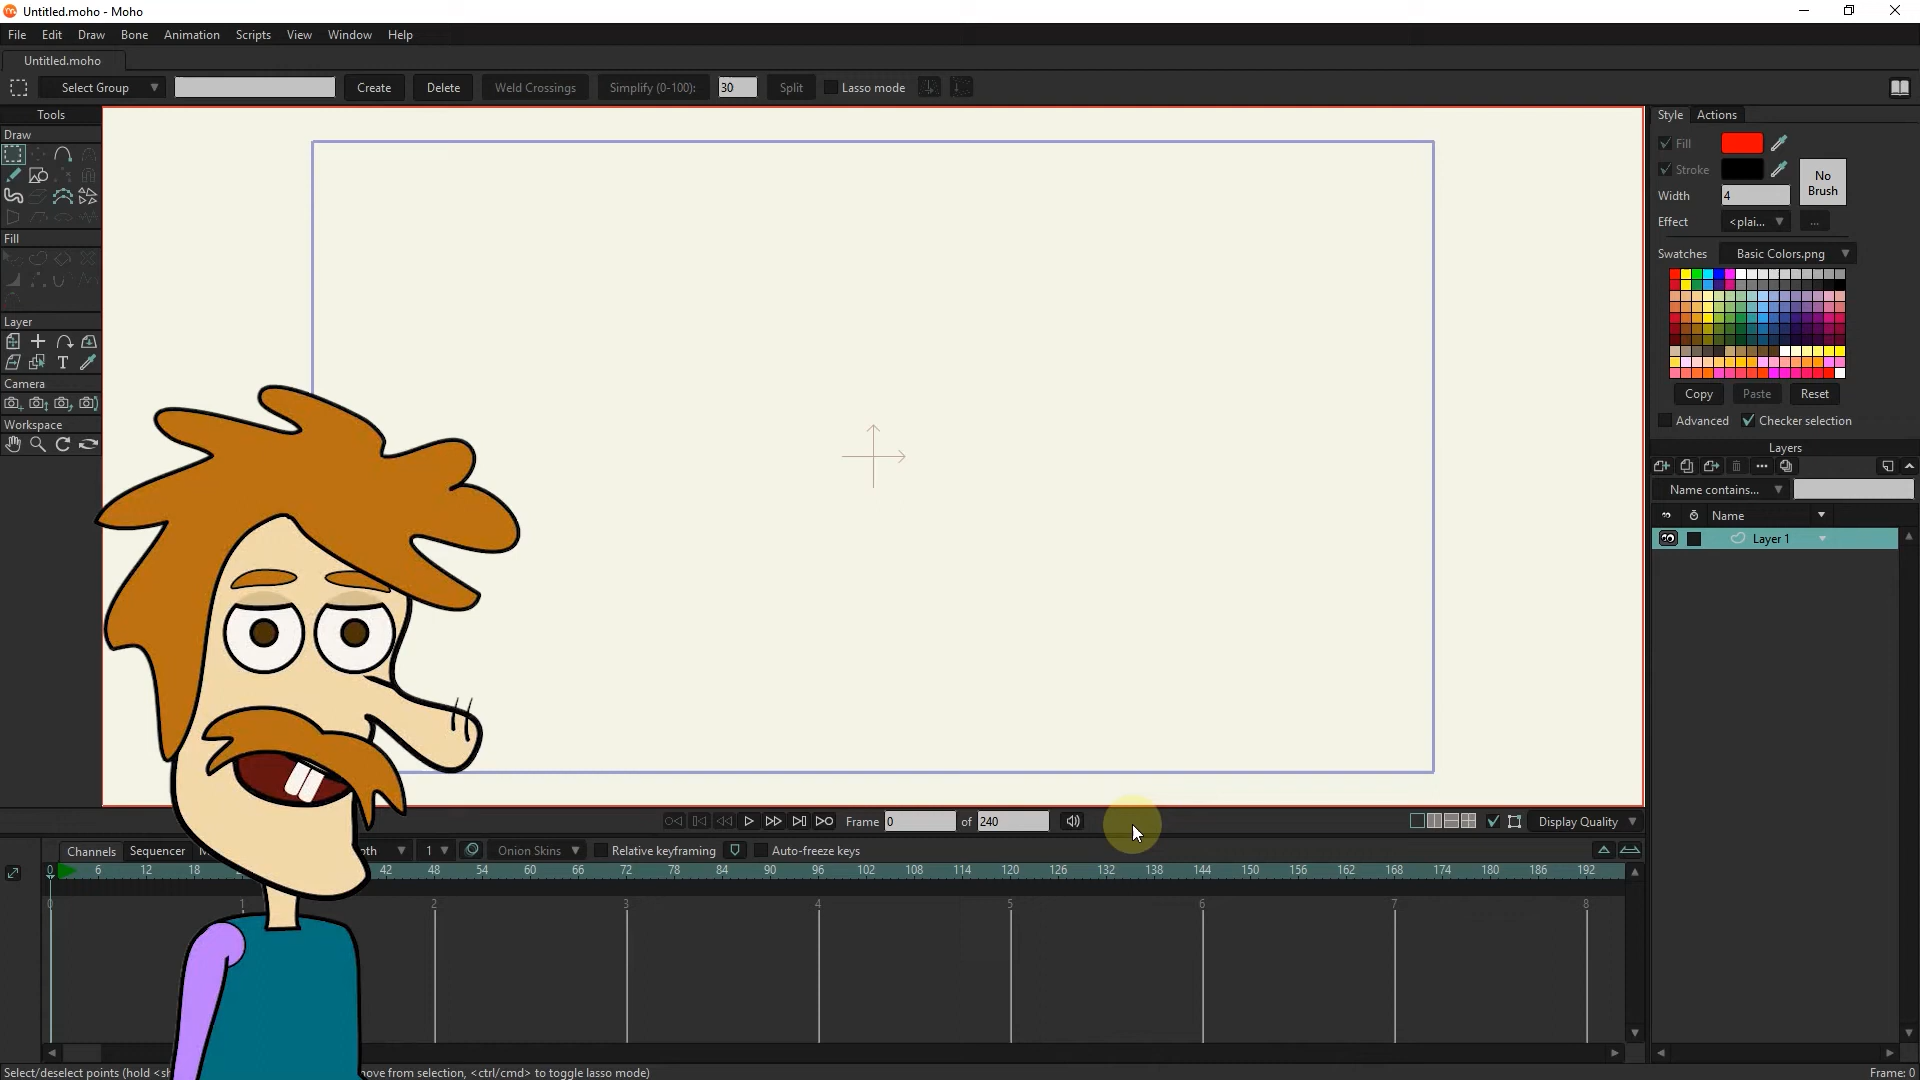 Untitled.moho - Moho
File Edit Draw Bone Animation Scripts View Window Help
Untitled.moho
Select Group Create Delete Weld Crossings Simplify (0-100): 30 Split Lasso mode
Tools
Draw
Fill
Layer
T
Camera
Workspace
Style Actions
Fill
Stroke
No Brush
Width 4
Effect <plai... ...
Swatches Basic Colors.png
Copy Paste Reset
Advanced Checker selection
Layers
Name contains...
Name
Layer 1
Frame 0 of 240 Display Quality
Channels Sequencer 1 Onion Skins Relative keyframing Auto-freeze keys
0 6 12 18 42 48 54 60 66 72 78 84 90 96 102 108 114 120 126 132 138 144 150 156 162 168 174 180 186 192
0 1 2 3 4 5 6 7 8
Select/deselect points (hold <sh ove from selection, <ctrl/cmd> to toggle lasso mode) Frame: 0